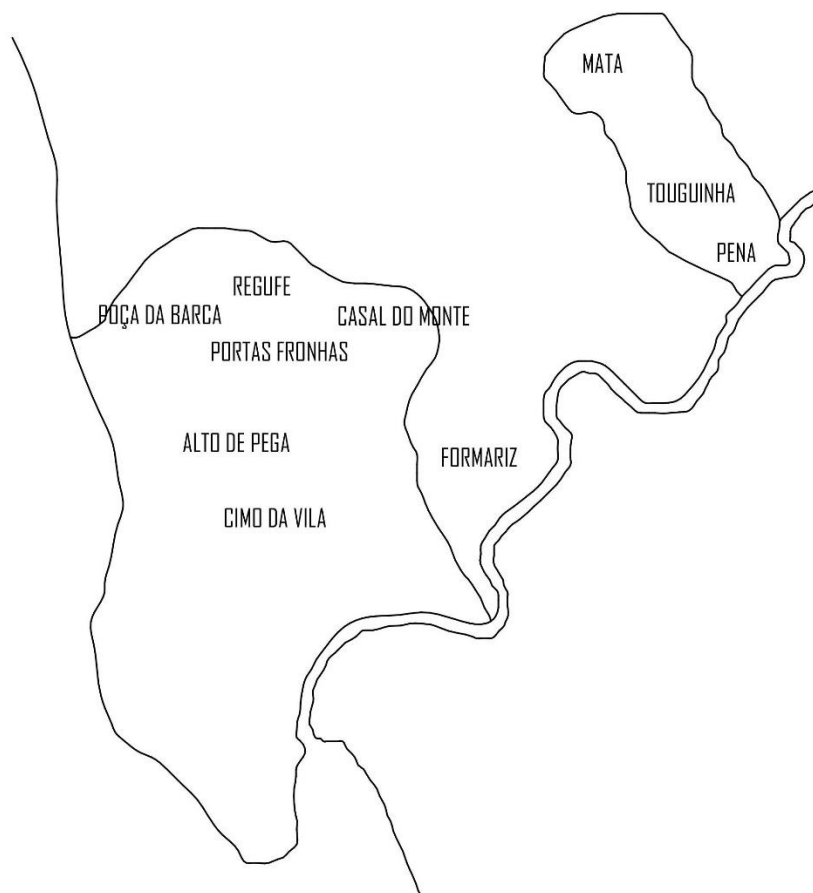 MATA
TOUGUINHA
PENA
REGUFE
POÇA DA BARCA
CASAL DO MONTE
PORTAS FRONHAS
ALTO DE PEGA
FORMARIZ
CIMO DA VILA